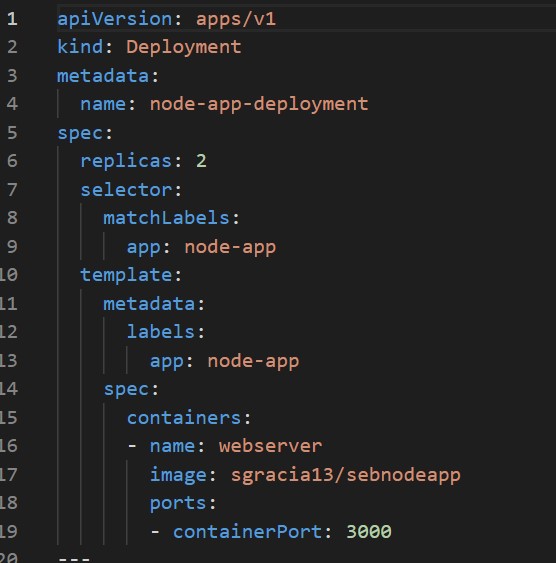 1 apiVersion: apps/v1
2 kind: Deployment
3 metadata:
4   name: node-app-deployment
5 spec:
6   replicas: 2
7   selector:
8     matchLabels:
9       app: node-app
10   template:
11     metadata:
12       labels:
13         app: node-app
14     spec:
15       containers:
16       - name: webserver
17         image: sgracia13/sebnodeapp
18         ports:
19         - containerPort: 3000
20 ---